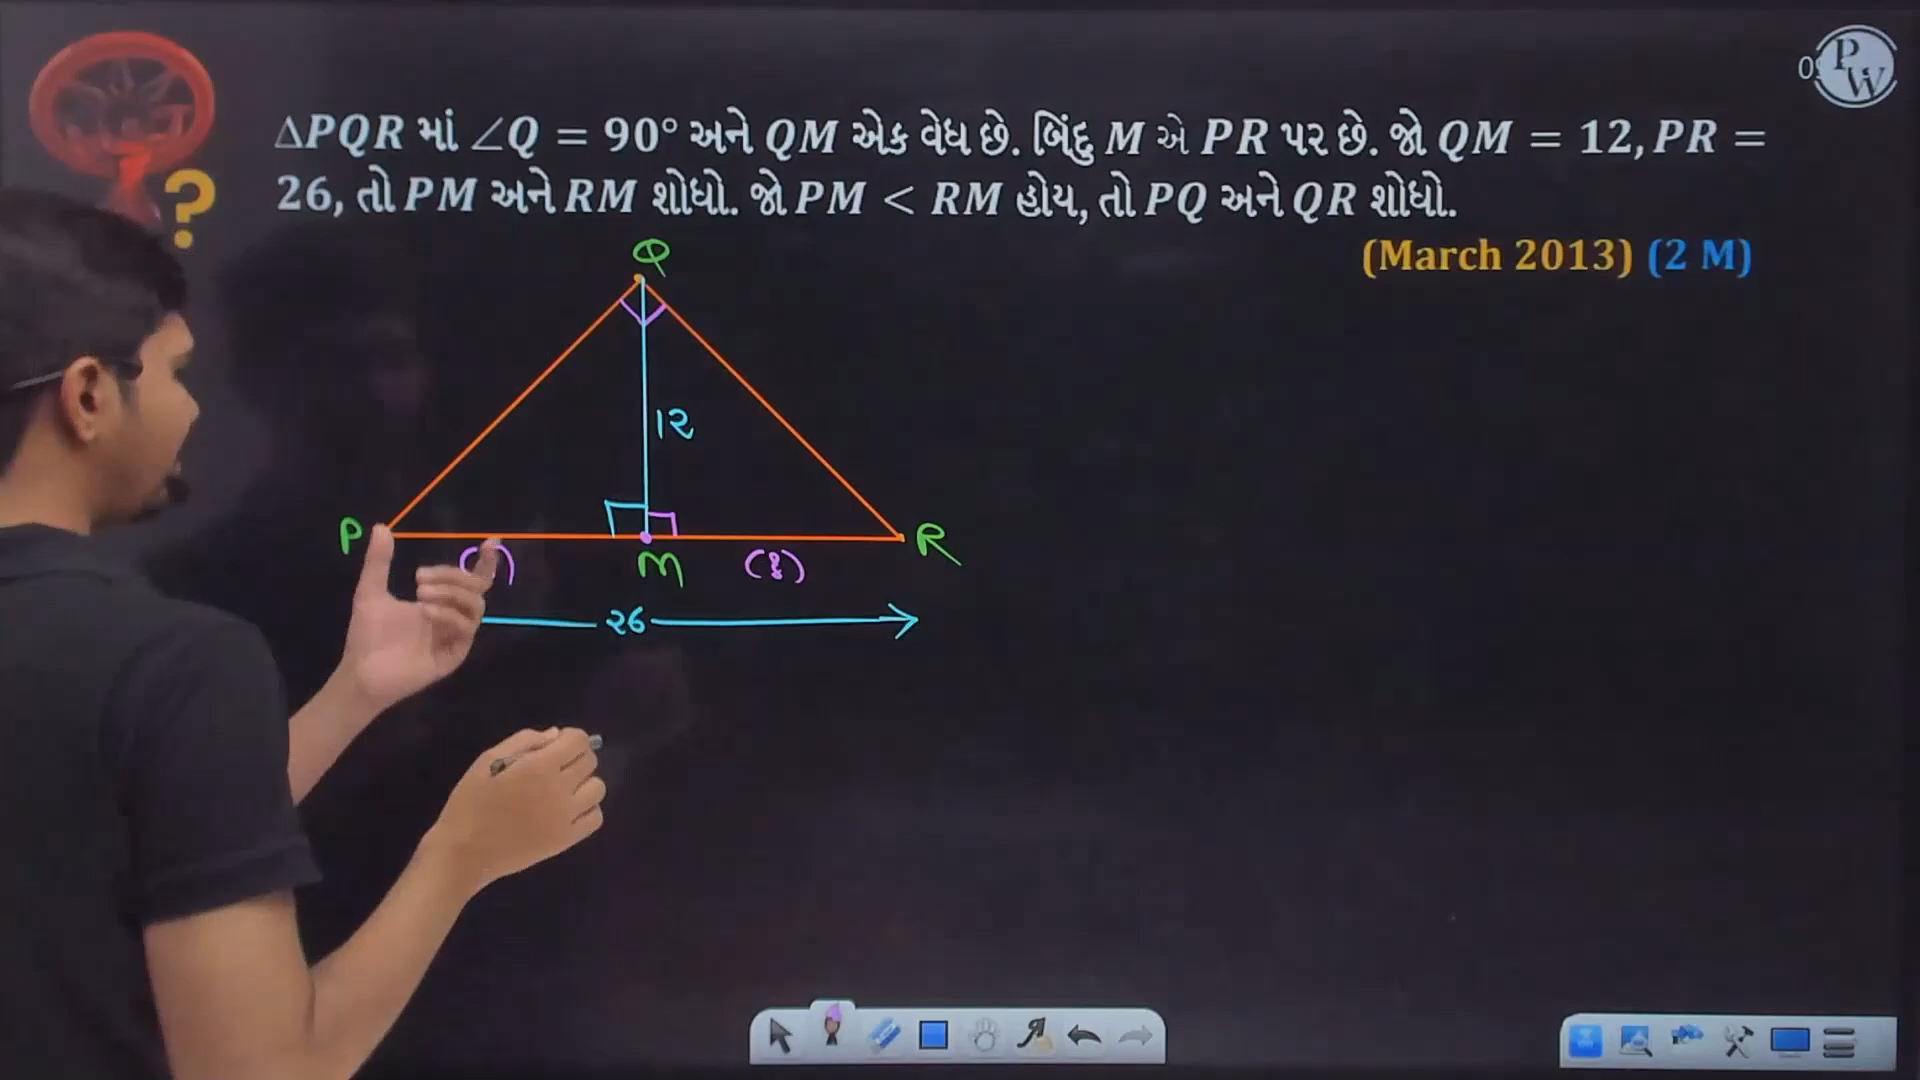 ΔPQR માં ∠Q = 90° અને QM એક વેધ છે. બિંદુ M એ PR પર છે. જો QM = 12, PR =
26, તો PM અને RM શોધો. જો PM < RM હોય, તો PQ અને QR શોધો.
(March 2013) (2 M)
Q
૧૨
P
M
R
(?)
૨૬
PW
?